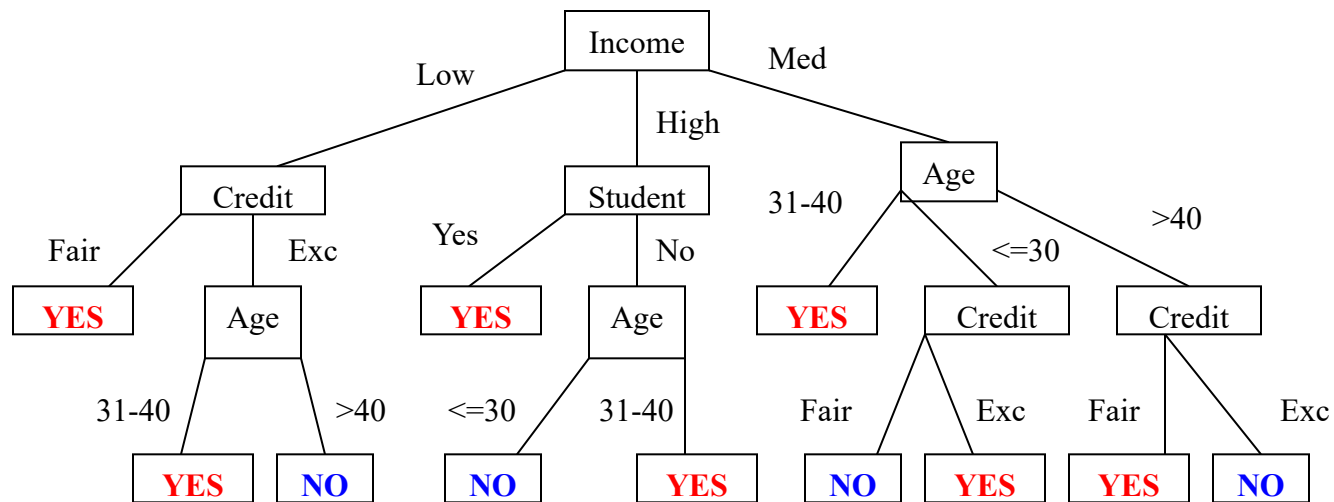 Income
Low
High
Med
Credit
Student
Age
Fair
Exc
Yes
No
31-40
<=30
>40
YES
Age
YES
Age
YES
Credit
Credit
31-40
>40
<=30
31-40
Fair
Exc
Fair
Exc
YES
NO
NO
YES
NO
YES
YES
NO